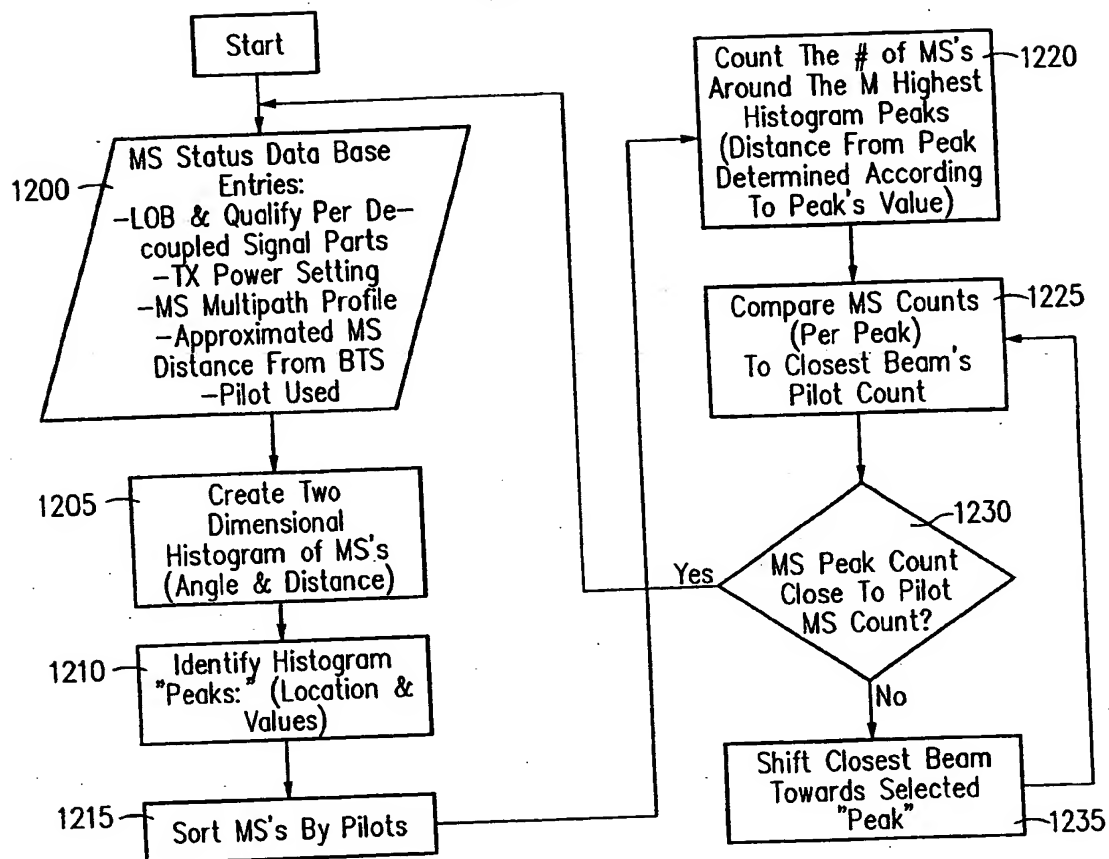 Start
1200
MS Status Data Base
Entries:
-LOB & Qualify Per De-
coupled Signal Parts
-TX Power Setting
-MS Multipath Profile
-Approximated MS
Distance From BTS
-Pilot Used
1205
Create Two
Dimensional
Histogram of MS's
(Angle & Distance)
1210
Identify Histogram
"Peaks:" (Location &
Values)
1215
Sort MS's By Pilots
1220
Count The # of MS's
Around The M Highest
Histogram Peaks
(Distance From Peak
Determined According
To Peak's Value)
1225
Compare MS Counts
(Per Peak)
To Closest Beam's
Pilot Count
1230
MS Peak Count
Close To Pilot
MS Count?
Yes
No
Shift Closest Beam
Towards Selected
"Peak"
1235